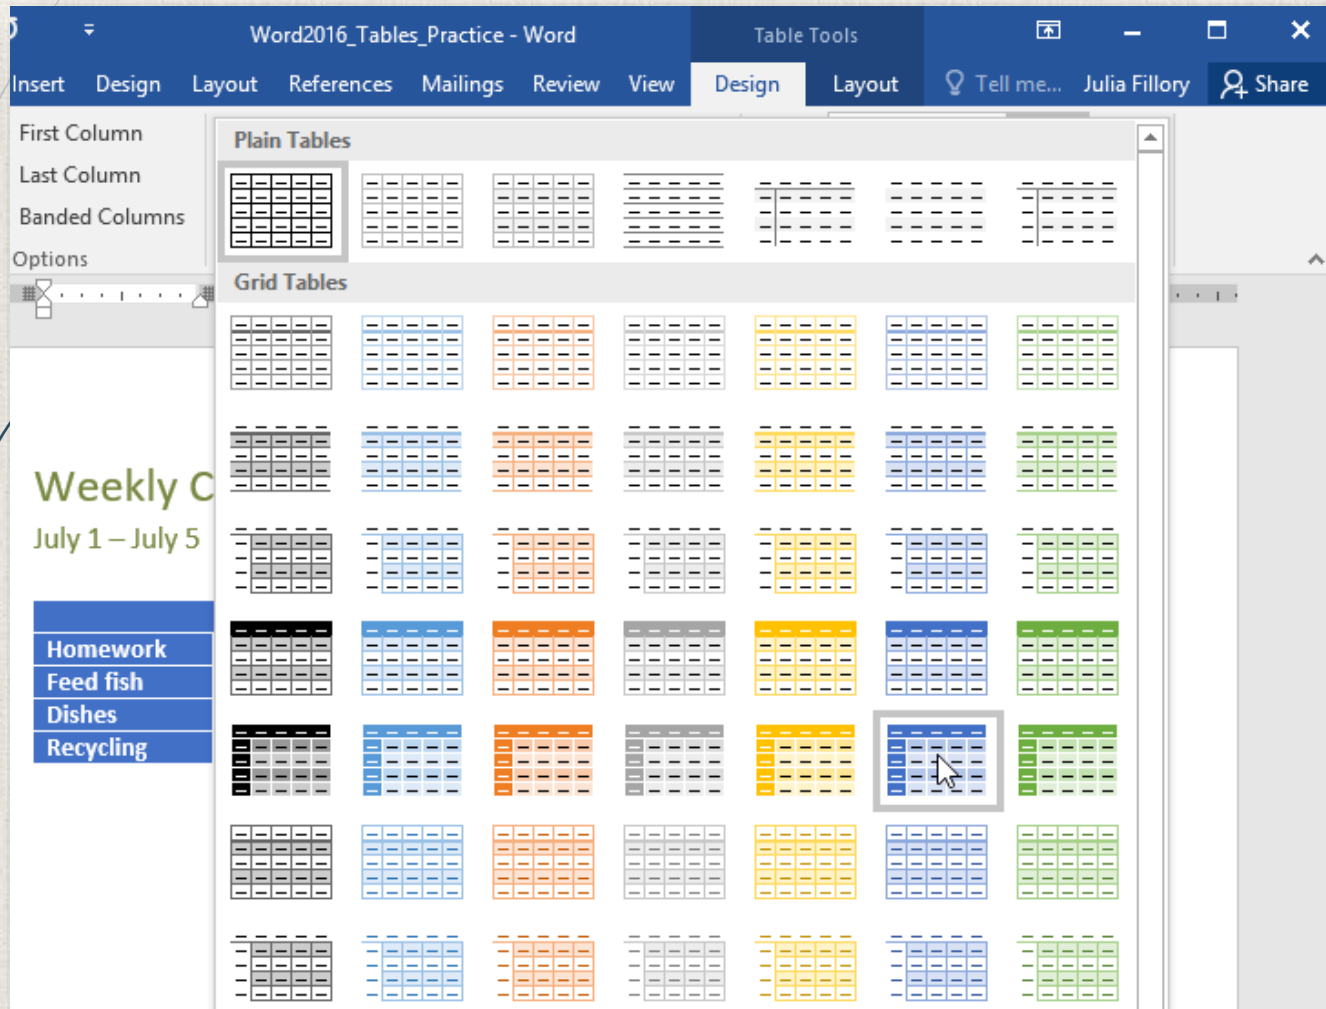 Word2016_Tables_Practice - Word
Table Tools
Insert Design Layout References Mailings Review View Design Layout Tell me... Julia Fillory Share
First Column
Last Column
Banded Columns
Options
Plain Tables
Grid Tables
Weekly C
July 1 – July 5
Homework
Feed fish
Dishes
Recycling